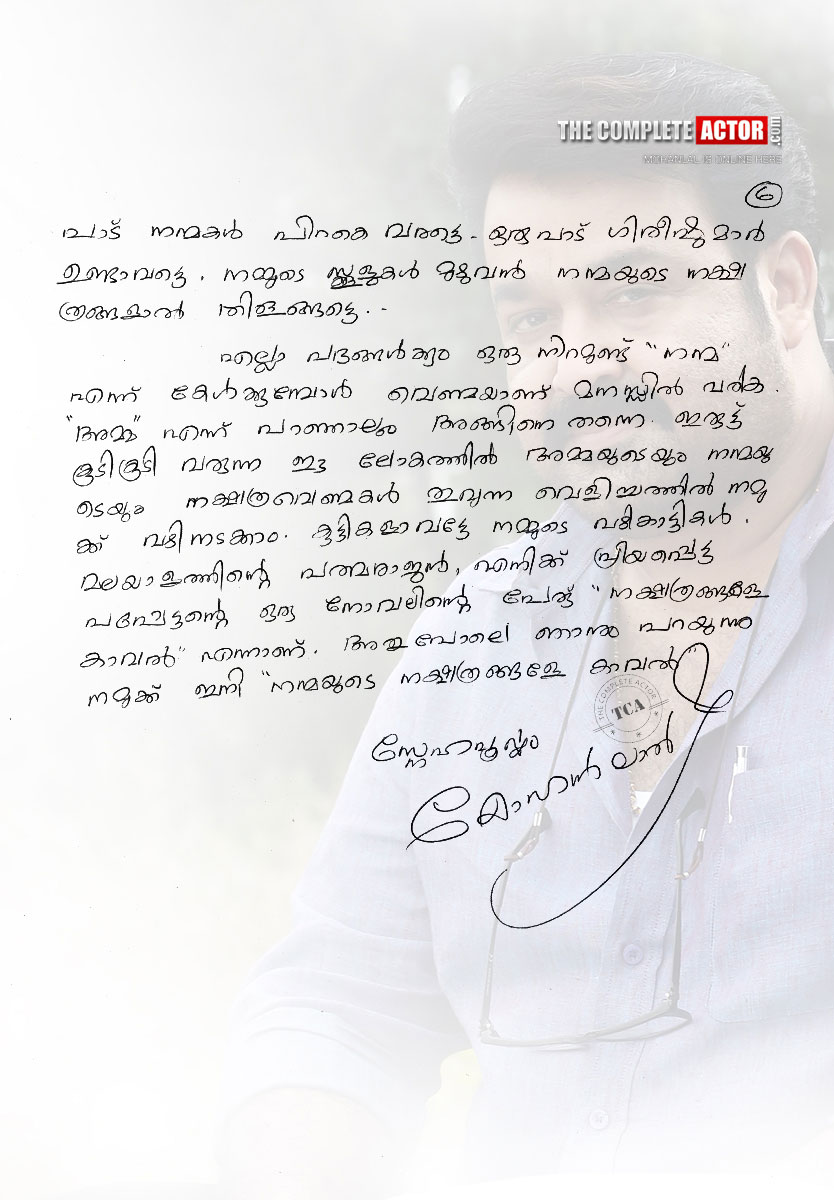 THE COMPLETE ACTOR .com
MOHANLAL IS ONLINE HERE
6
പാട് നന്മകൾ പിറകെ വരട്ടെ. ഒരുപാട് ഗിരീഷുമാർ
ഉണ്ടാവട്ടെ. നമ്മുടെ സ്കൂളുകൾ മുഴുവൻ നന്മയുടെ നക്ഷ
ത്രങ്ങളാൽ തിളങ്ങട്ടെ..
എല്ലാ പദങ്ങൾക്കും ഒരു നിറമുണ്ട് "നന്മ"
എന്ന് കേൾക്കുമ്പോൾ വെണ്മയാണ് മനസ്സിൽ വരിക.
"അമ്മ" എന്ന് പറഞ്ഞാലും അങ്ങിനെ തന്നെ. ഇരുട്ട്
കൂടികൂടി വരുന്ന ഈ ലോകത്തിൽ അമ്മയുടെയും നന്മയു
ടെയും നക്ഷത്രവെണ്മകൾ തൂവുന്ന വെളിച്ചത്തിൽ നമു
ക്ക് വഴിനടക്കാം. കുട്ടികളാവട്ടേ നമ്മുടെ വഴികാട്ടികൾ.
മലയാളത്തിന്റെ പത്മരാജൻ, എനിക്ക് പ്രിയപ്പെട്ട
പപ്പേട്ടന്റെ ഒരു നോവലിന്റെ പേര് "നക്ഷത്രങ്ങളേ
കാവൽ" എന്നാണ്. അതുപോലെ ഞാനും പറയുന്നു
നമുക്ക് ഇനി "നന്മയുടെ നക്ഷത്രങ്ങളേ കാവൽ"
THE COMPLETE ACTOR
TCA
സ്നേഹപൂർവ്വം
മോഹൻലാൽ